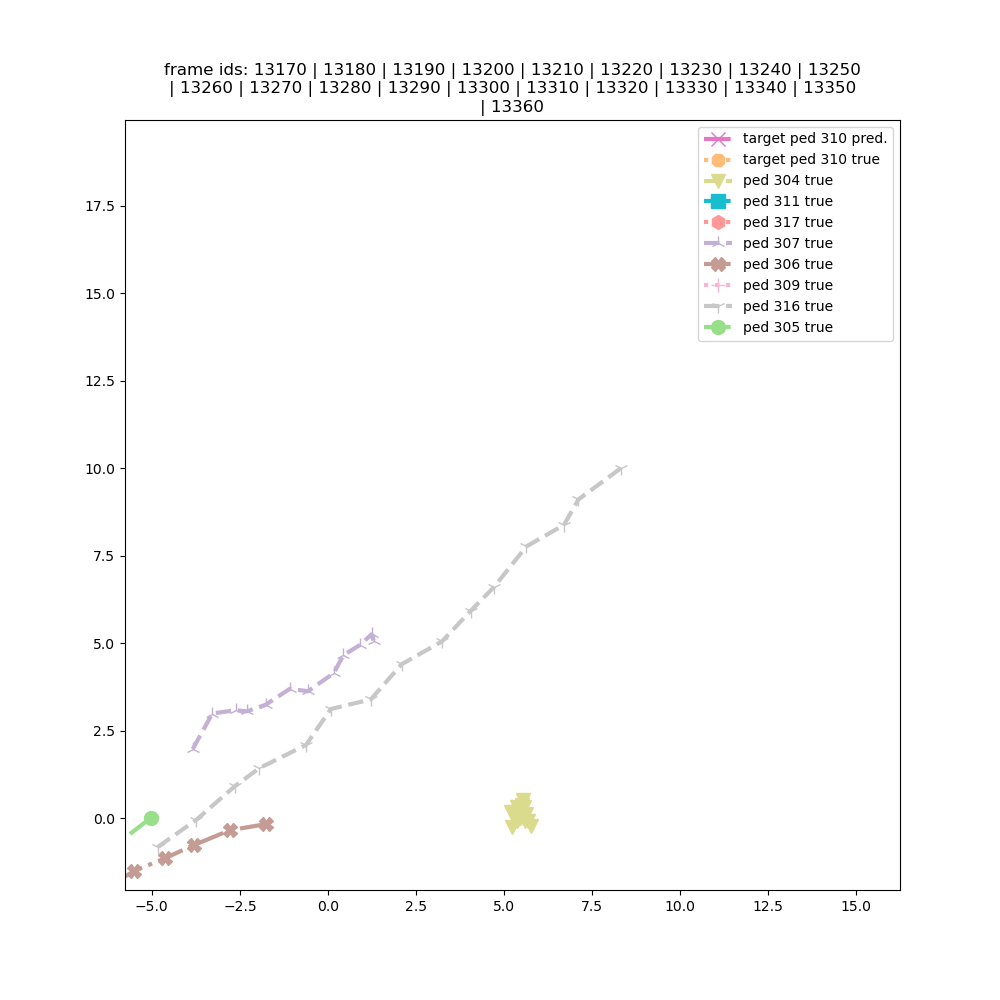 frame ids: 13170 | 13180 | 13190 | 13200 | 13210 | 13220 | 13230 | 13240 | 13250
| 13260 | 13270 | 13280 | 13290 | 13300 | 13310 | 13320 | 13330 | 13340 | 13350
| 13360
target ped 310 pred.
target ped 310 true
ped 304 true
ped 311 true
ped 317 true
ped 307 true
ped 306 true
ped 309 true
ped 316 true
ped 305 true
17.5
15.0
12.5
10.0
7.5
5.0
2.5
0.0
−5.0 −2.5 0.0 2.5 5.0 7.5 10.0 12.5 15.0